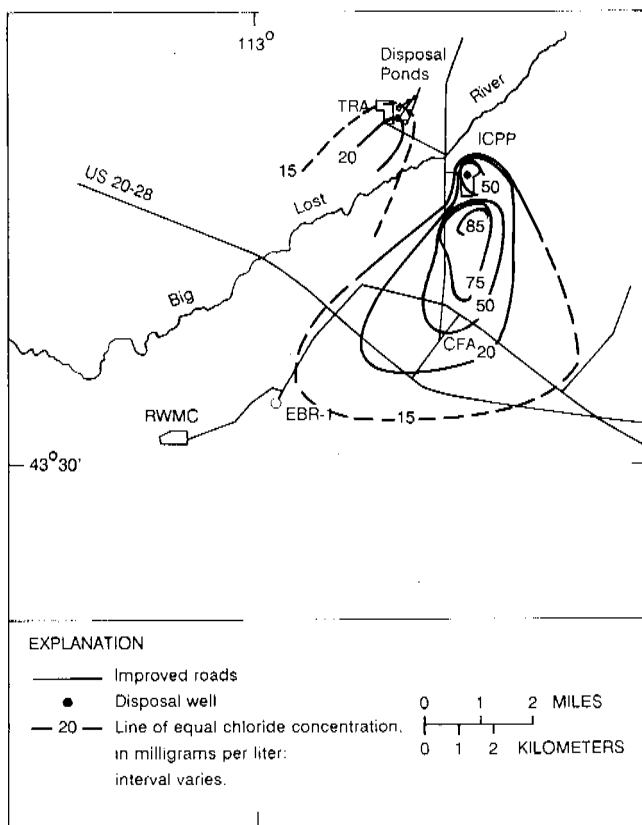 113°
Disposal
Ponds
TRA
River
ICPP
15
20
50
US 20-28
Lost
85
Big
75
50
CFA
20
EBR-1
15
RWMC
43°30'
EXPLANATION
Improved roads
Disposal well
20 Line of equal chloride concentration,
in milligrams per liter:
interval varies.
0 1 2 MILES
0 1 2 KILOMETERS